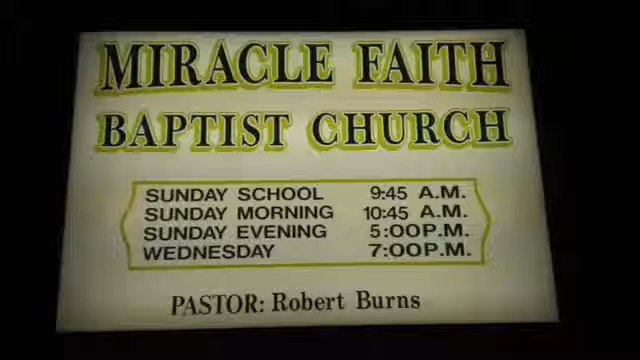 MIRACLE FAITH
BAPTIST CHURCH
SUNDAY SCHOOL 9:45 A.M.
SUNDAY MORNING 10:45 A.M.
SUNDAY EVENING 5:00P.M.
WEDNESDAY 7:00P.M.
PASTOR: Robert Burns